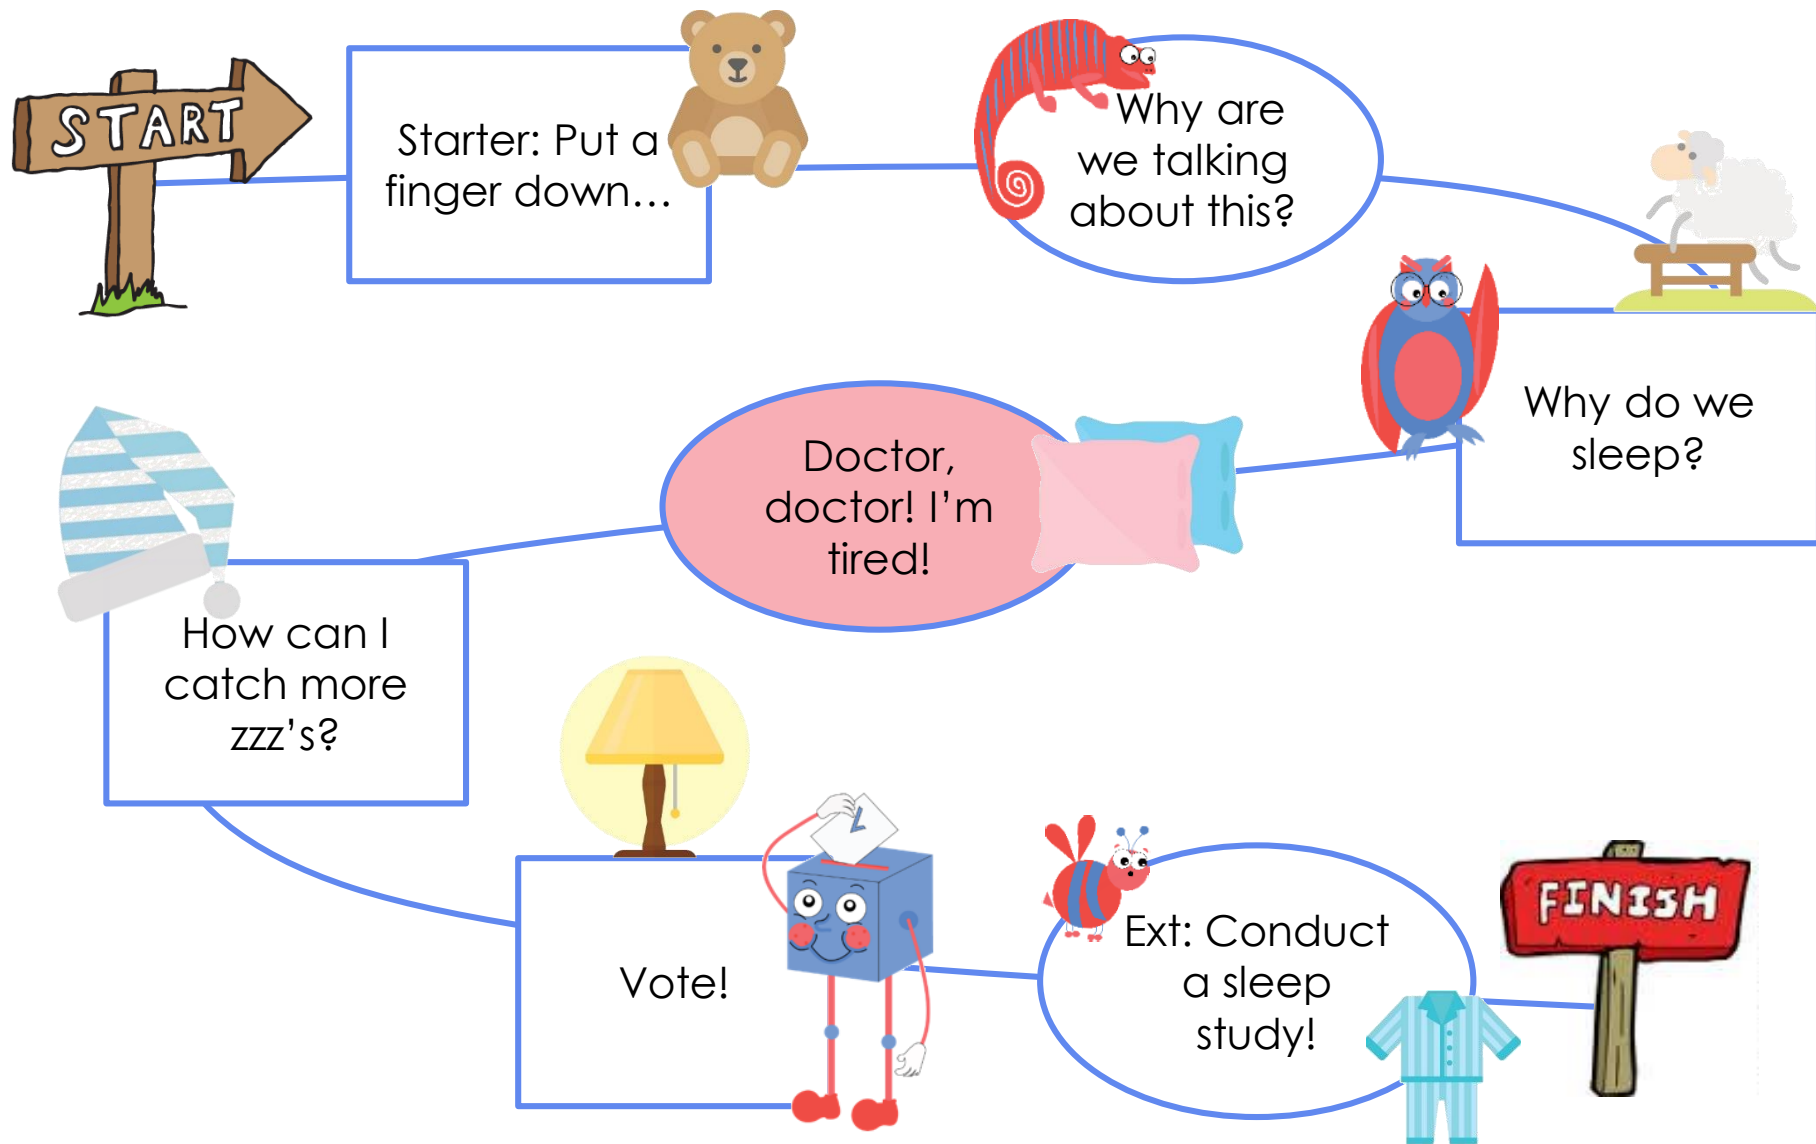 START
Starter: Put a
finger down…
Why are
we talking
about this?
Why do we
sleep?
Doctor,
doctor! I’m
tired!
How can I
catch more
zzz’s?
Vote!
Ext: Conduct
a sleep
study!
FINISH